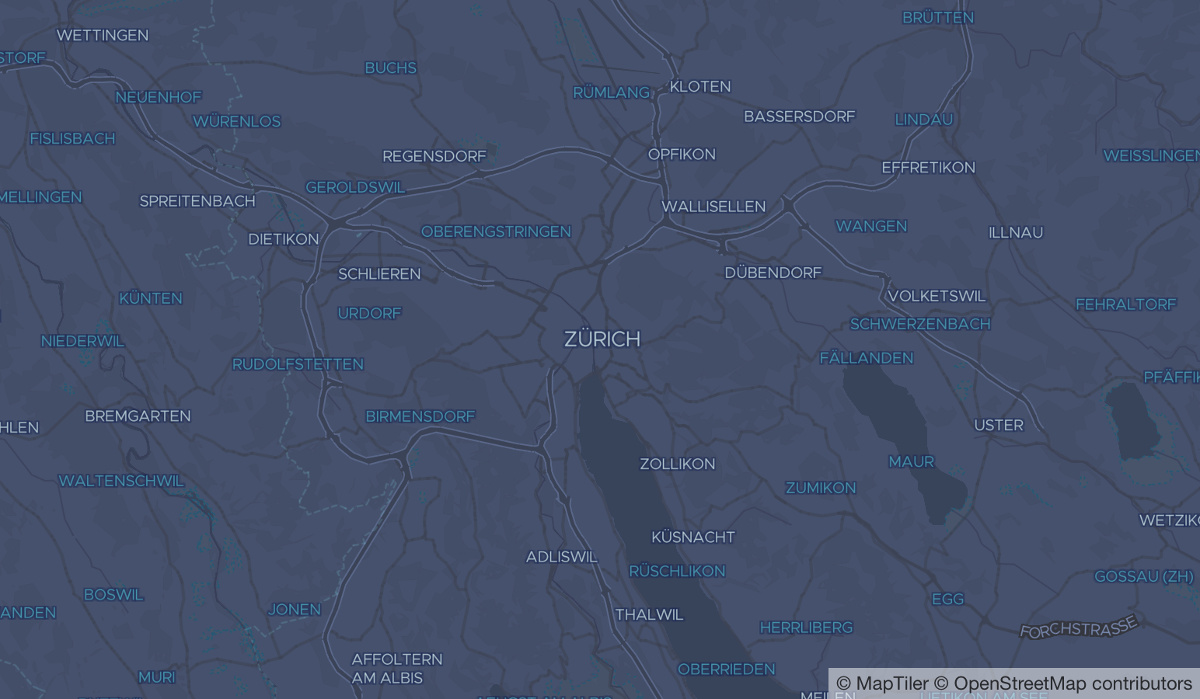 BRÜTTEN
WETTINGEN
STORF
BUCHS
KLOTEN
RÜMLANG
NEUENHOF
BASSERSDORF
WÜRENLOS
LINDAU
FISLISBACH
REGENSDORF
OPFIKON
WEISSLINGEN
EFFRETIKON
GEROLDSWIL
MELLINGEN
SPREITENBACH
WALLISELLEN
WANGEN
OBERENGSTRINGEN
ILLNAU
DIETIKON
SCHLIEREN
DÜBENDORF
KÜNTEN
VOLKETSWIL
FEHRALTORF
URDORF
SCHWERZENBACH
ZÜRICH
NIEDERWIL
FÄLLANDEN
RUDOLFSTETTEN
PFÄFFIK
BREMGARTEN
BIRMENSDORF
HLEN
USTER
ZOLLIKON
MAUR
WALTENSCHWIL
ZUMIKON
WETZIKO
KÜSNACHT
ADLISWIL
RÜSCHLIKON
GOSSAU (ZH)
BOSWIL
EGG
JONEN
ANDEN
THALWIL
HERRLIBERG
FORCHSTRASSE
AFFOLTERN
AM ALBIS
OBERRIEDEN
MURI
© MapTiler © OpenStreetMap contributors
MEILEN